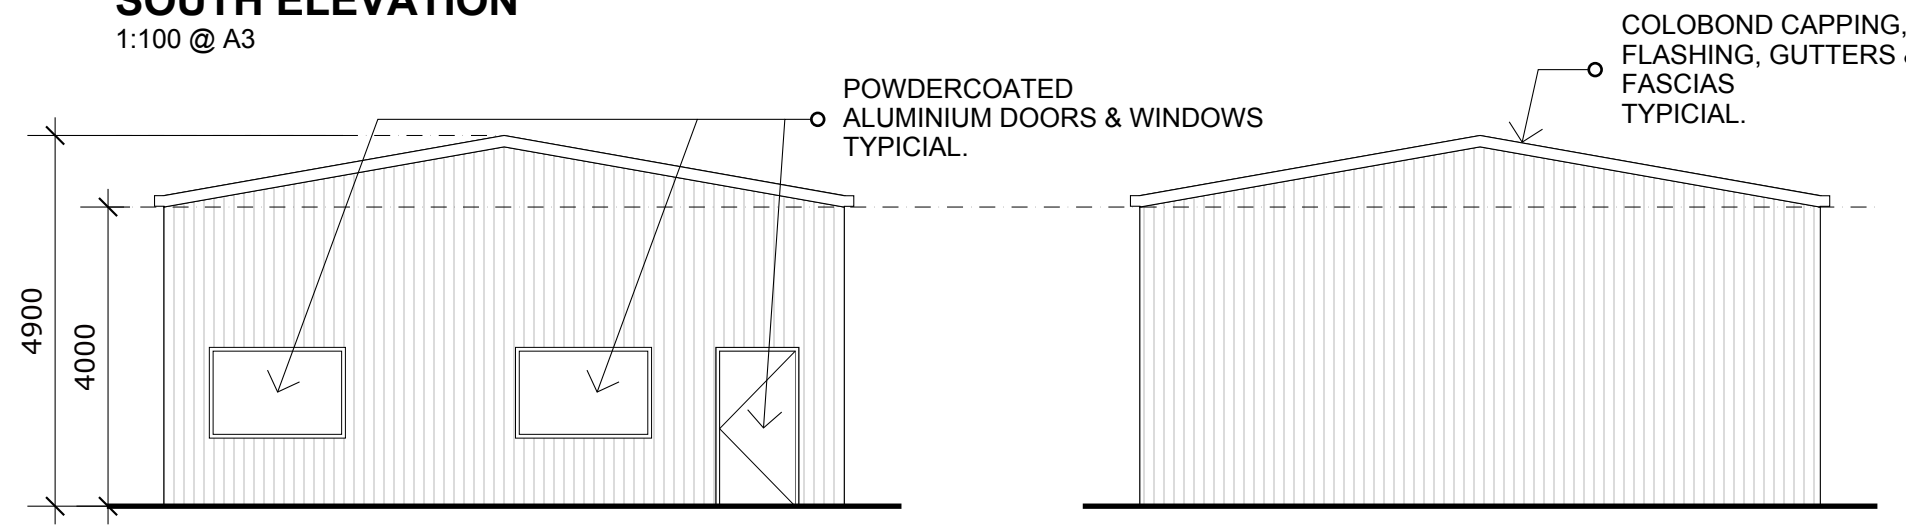 SOUTH ELEVATION
1:100 @ A3
COLOBOND CAPPING,
FLASHING, GUTTERS &
FASCIAS
TYPICIAL.
POWDERCOATED
ALUMINIUM DOORS & WINDOWS
TYPICIAL.
4900
4000